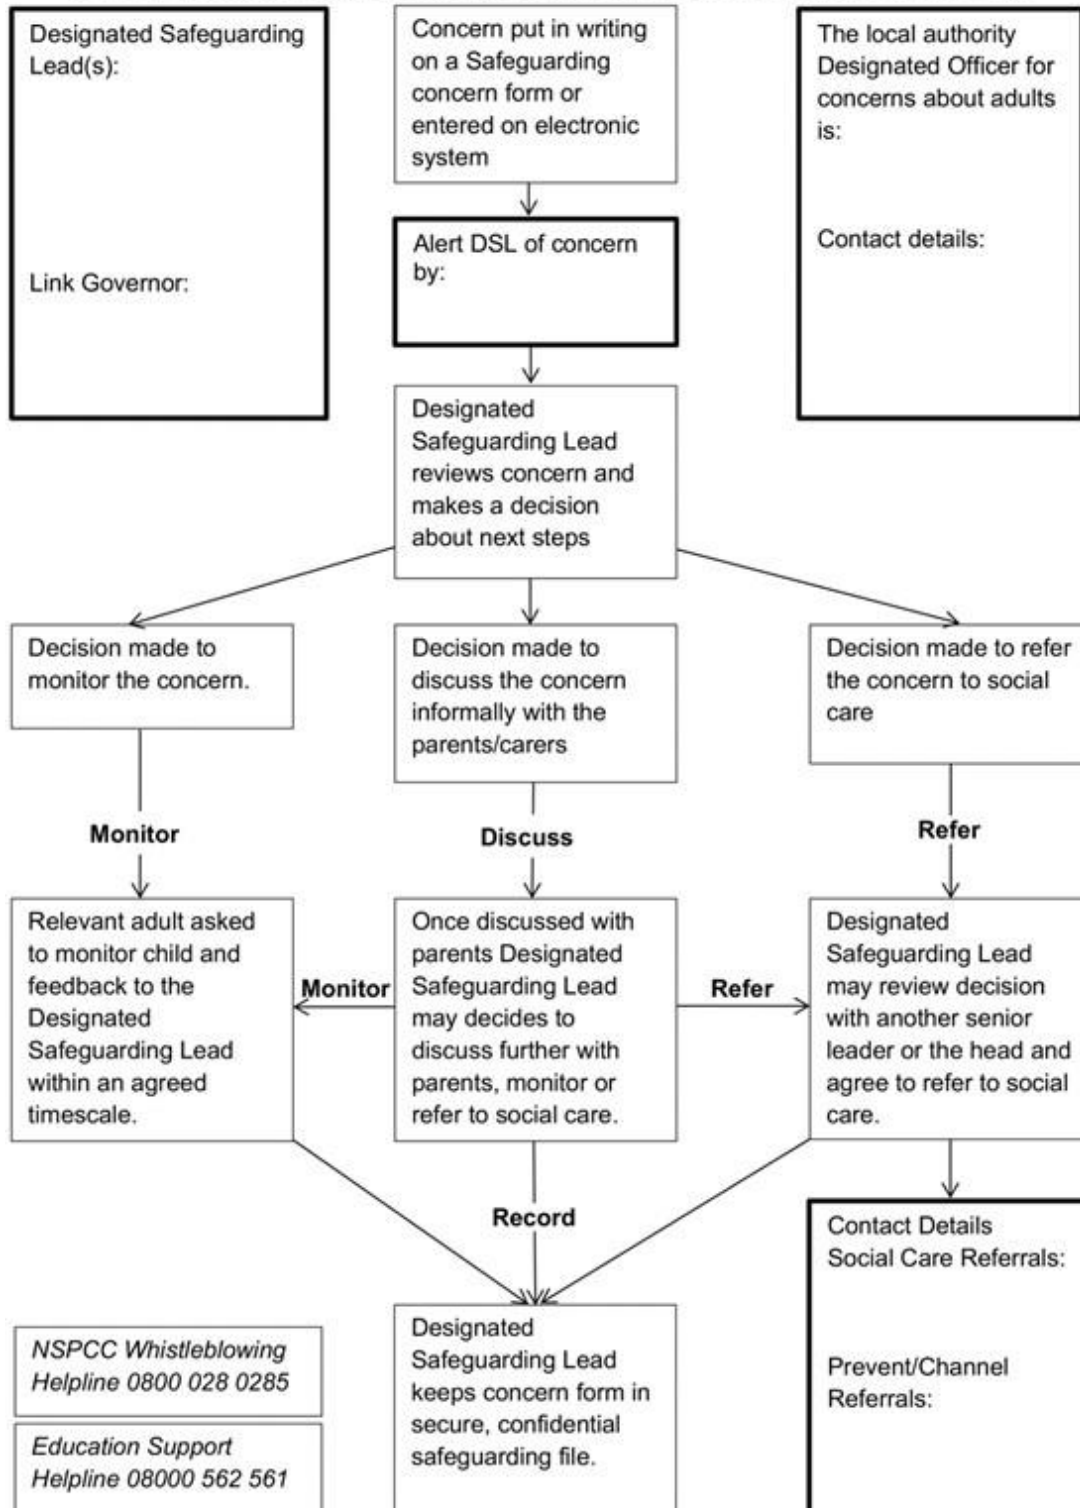 Designated Safeguarding
Lead(s):
Link Governor:
Concern put in writing
on a Safeguarding
concern form or
entered on electronic
system
The local authority
Designated Officer for
concerns about adults
is:
Contact details:
Alert DSL of concern
by:
Designated
Safeguarding Lead
reviews concern and
makes a decision
about next steps
Decision made to
monitor the concern.
Decision made to
discuss the concern
informally with the
parents/carers
Decision made to refer
the concern to social
care
Monitor
Discuss
Refer
Relevant adult asked
to monitor child and
feedback to the
Designated
Safeguarding Lead
within an agreed
timescale.
Monitor
Once discussed with
parents Designated
Safeguarding Lead
may decides to
discuss further with
parents, monitor or
refer to social care.
Refer
Designated
Safeguarding Lead
may review decision
with another senior
leader or the head and
agree to refer to social
care.
Record
Contact Details
Social Care Referrals:
Prevent/Channel
Referrals:
NSPCC Whistleblowing
Helpline 0800 028 0285
Education Support
Helpline 08000 562 561
Designated
Safeguarding Lead
keeps concern form in
secure, confidential
safeguarding file.